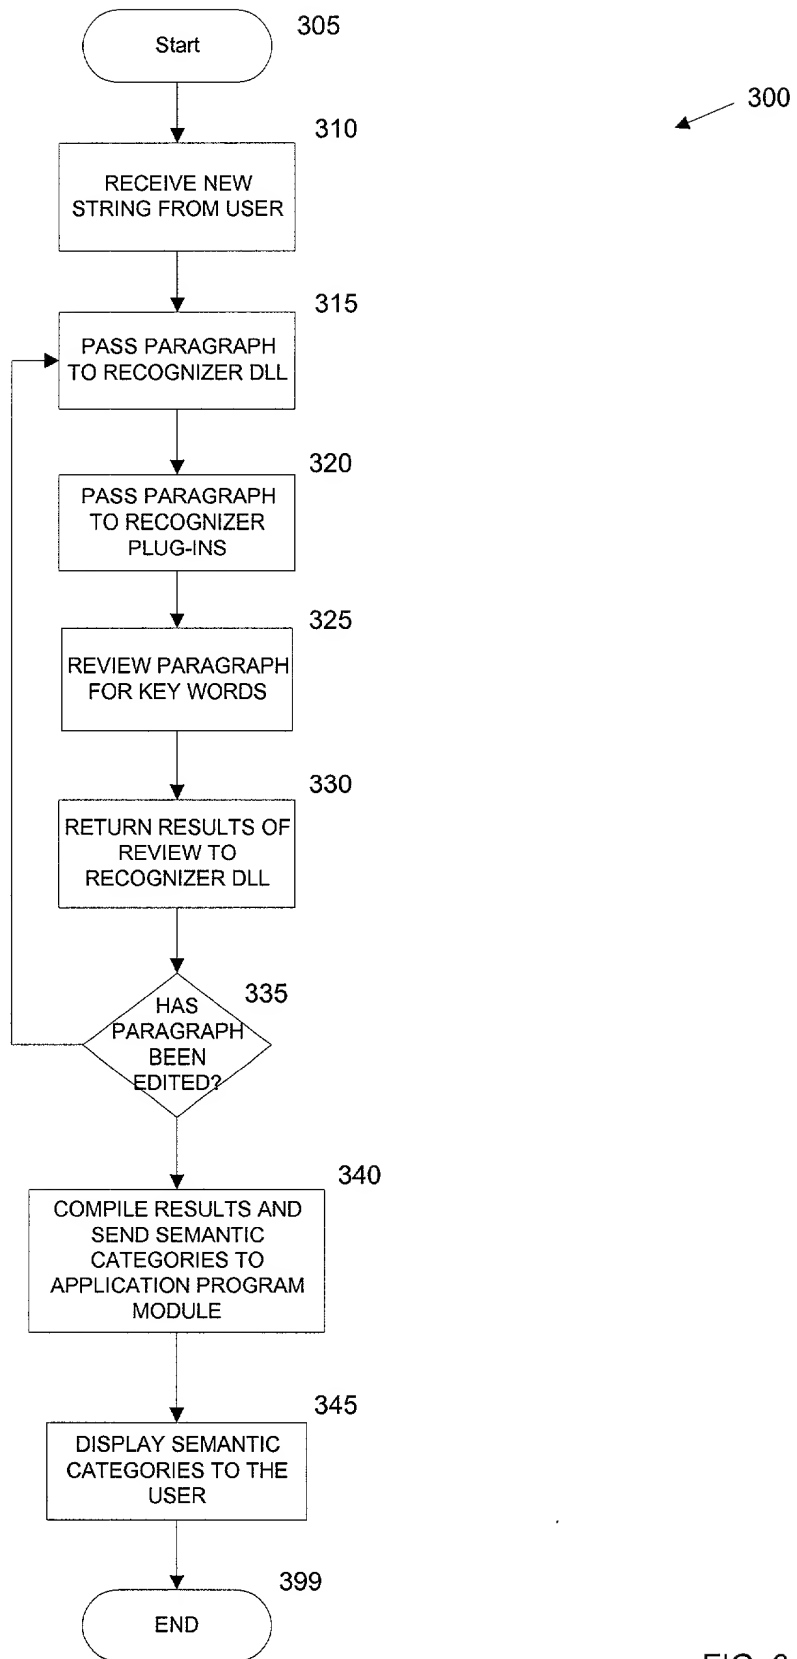 Start
305
300
310
RECEIVE NEW
STRING FROM USER
315
PASS PARAGRAPH
TO RECOGNIZER DLL
320
PASS PARAGRAPH
TO RECOGNIZER
PLUG-INS
325
REVIEW PARAGRAPH
FOR KEY WORDS
330
RETURN RESULTS OF
REVIEW TO
RECOGNIZER DLL
335
HAS
PARAGRAPH
BEEN
EDITED?
340
COMPILE RESULTS AND
SEND SEMANTIC
CATEGORIES TO
APPLICATION PROGRAM
MODULE
345
DISPLAY SEMANTIC
CATEGORIES TO THE
USER
399
END
FIG.